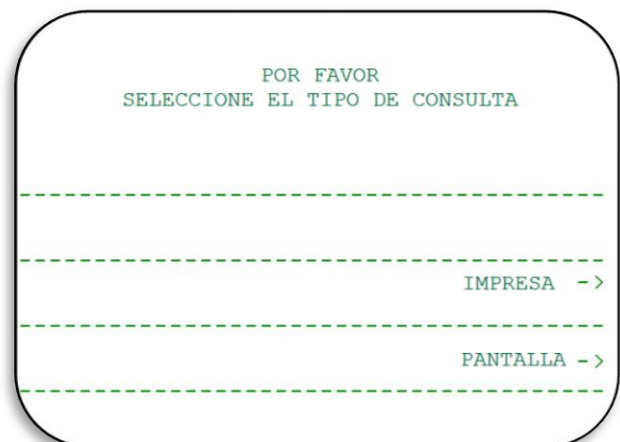 POR FAVOR
SELECCIONE EL TIPO DE CONSULTA
IMPRESA ->
PANTALLA ->